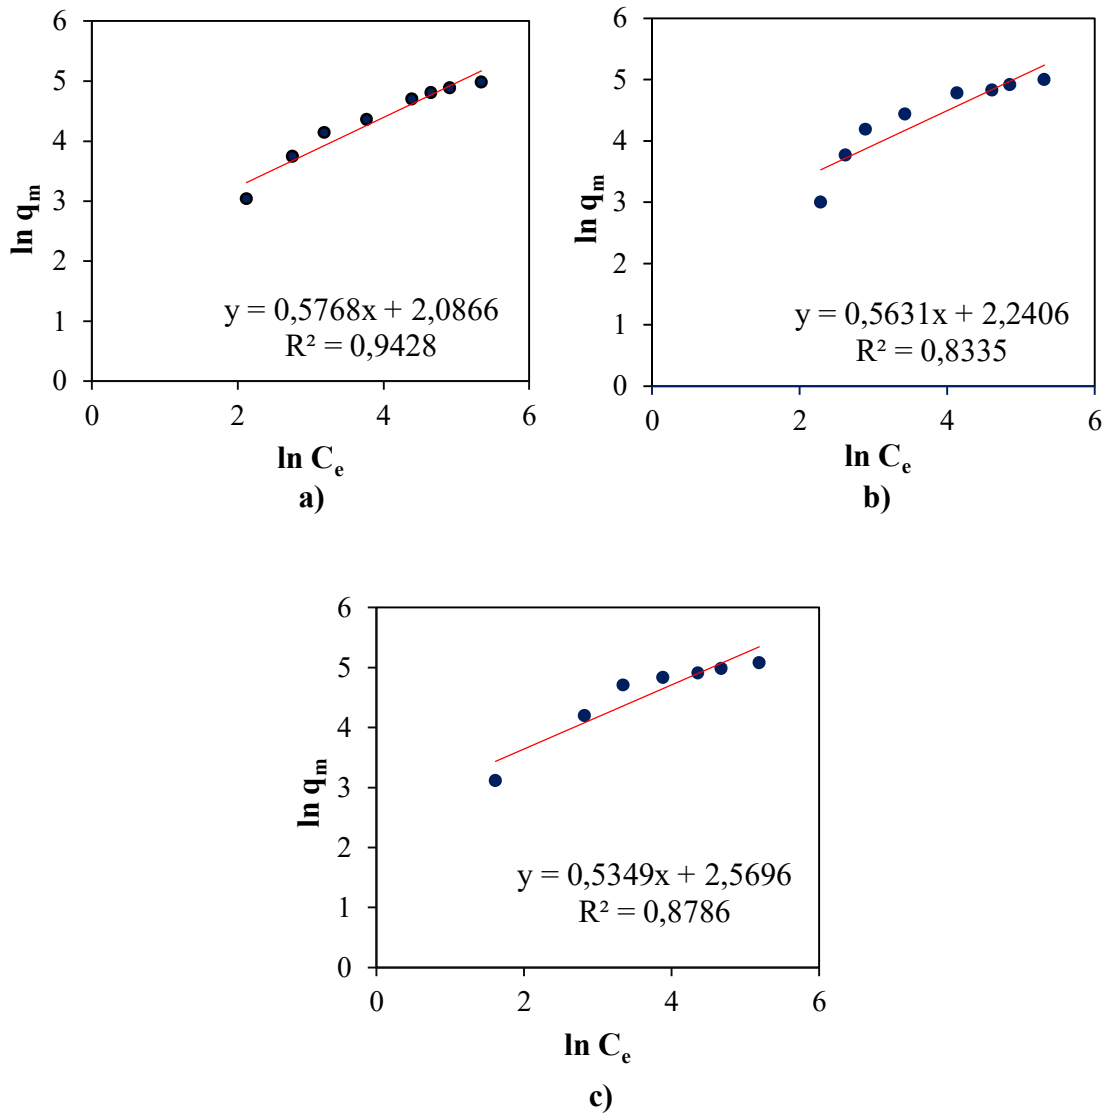 6
5
4
3
2
1
0
ln qm
y = 0,5768x + 2,0866
R² = 0,9428
0 2 4 6
ln Ce
a)
6
5
4
3
2
1
0
ln qm
y = 0,5631x + 2,2406
R² = 0,8335
0 2 4 6
ln Ce
b)
6
5
4
3
2
1
0
ln qm
y = 0,5349x + 2,5696
R² = 0,8786
0 2 4 6
ln Ce
c)